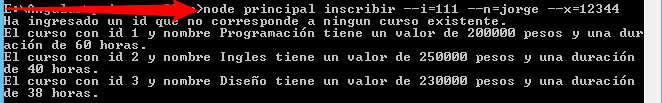 >node principal inscribir --i=111 --n=jorge --x=12344
Ha ingresado un id que no corresponde a ningun curso existente.
El curso con id 1 y nombre Programación tiene un valor de 200000 pesos y una dur
ación de 60 horas.
El curso con id 2 y nombre Ingles tiene un valor de 250000 pesos y una duración
de 40 horas.
El curso con id 3 y nombre Diseño tiene un valor de 230000 pesos y una duración
de 38 horas.